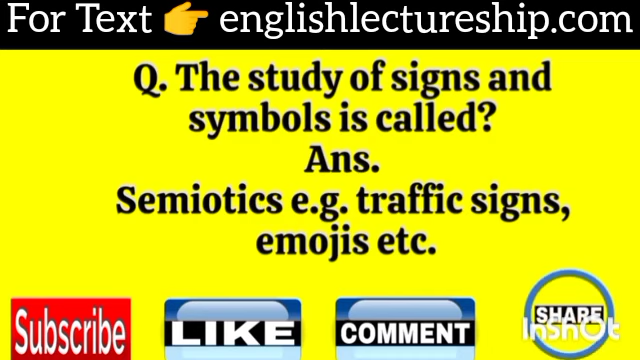 For Text 👉 englishlectureship.com
Q. The study of signs and
symbols is called?
Ans.
Semiotics e.g. traffic signs,
emojis etc.
Subscribe
LIKE
COMMENT
SHARE
InShOt